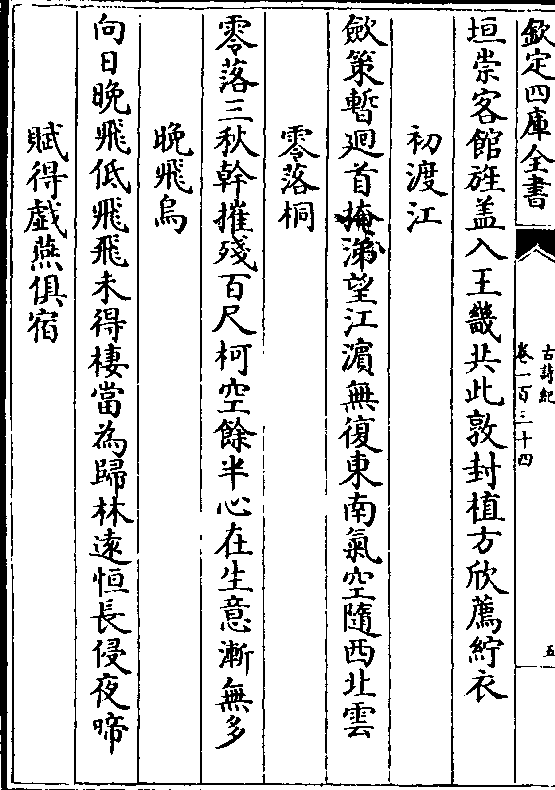 欽定四庫全書
古詩紀
卷一百三十四
五
垣崇客館旌盖入王畿共此敦封植方欣薦紵衣
初渡江
斂策暫迴首掩涕望江濵無復東南氣空隨西北雲
零落桐
零落三秋幹摧殘百尺柯空餘半心在生意漸無多
晚飛烏
向日晚飛低飛飛未得棲當為歸林遠恒長侵夜啼
賦得戱燕俱宿